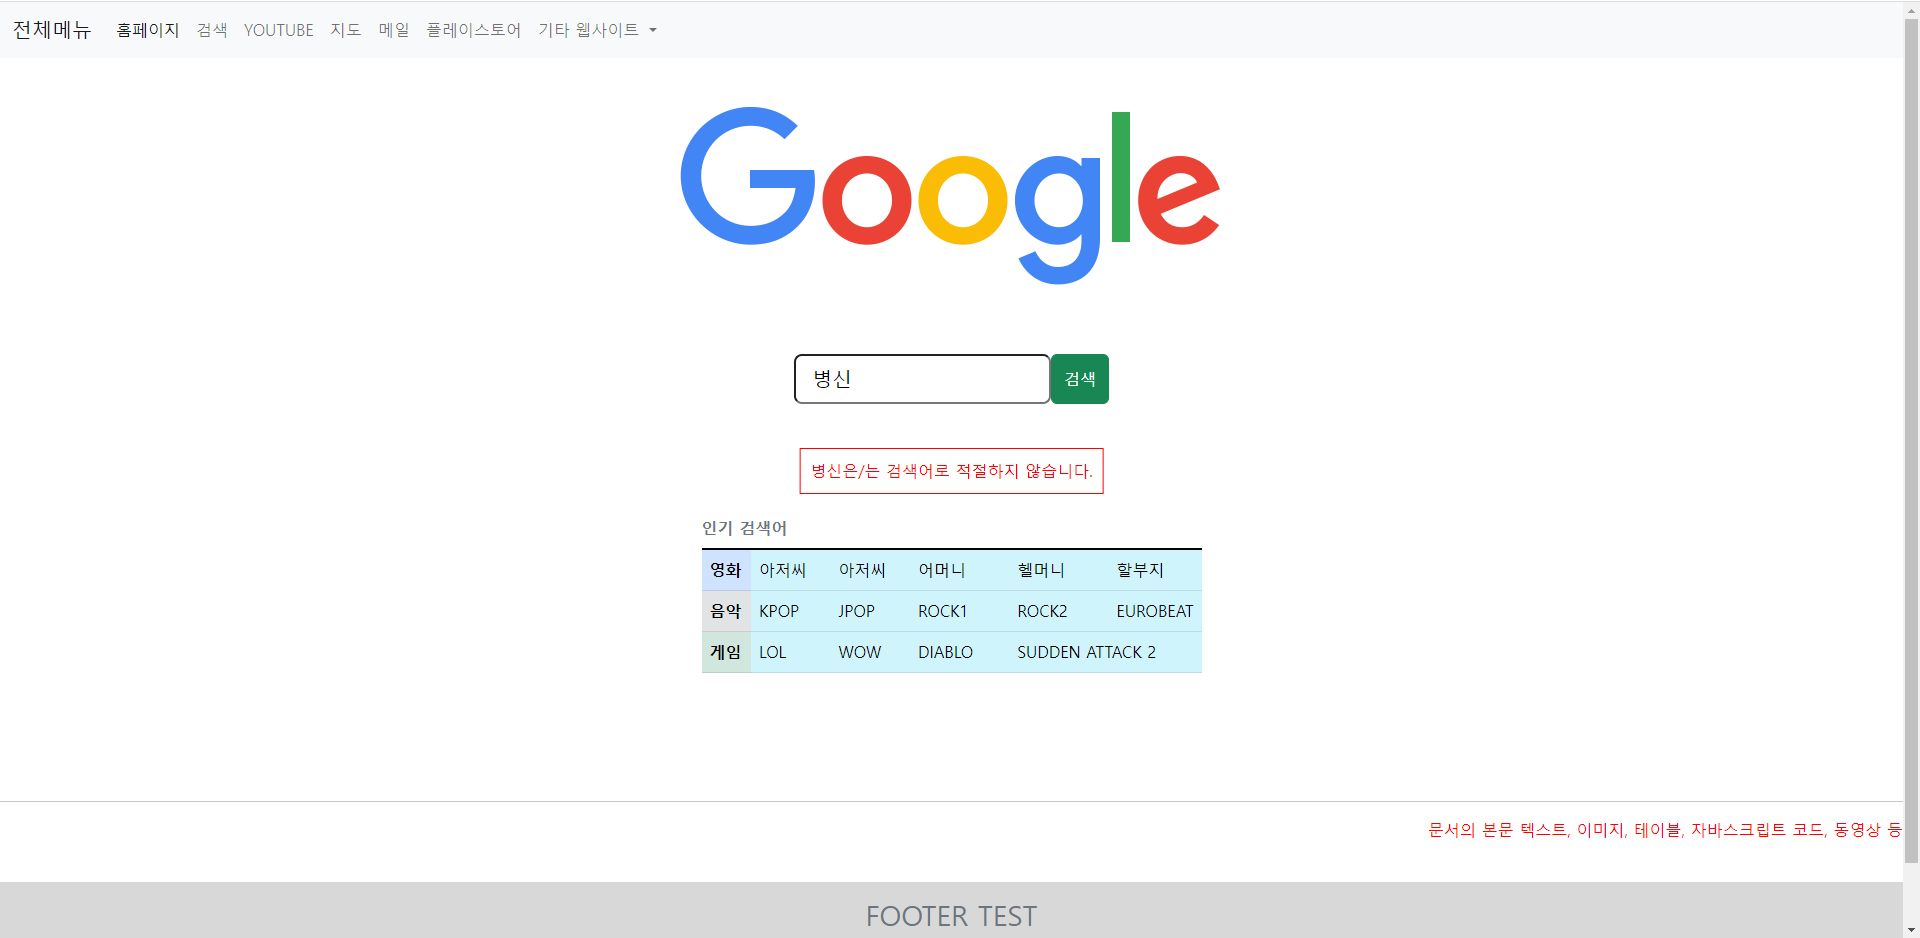 전체메뉴 홈페이지 검색 YOUTUBE 지도 메일 플레이스토어 기타 웹사이트
Google
병신 검색
병신은/는 검색어로 적절하지 않습니다.
인기 검색어
영화 아저씨 아저씨 어머니 헬머니 할부지
음악 KPOP JPOP ROCK1 ROCK2 EUROBEAT
게임 LOL WOW DIABLO SUDDEN ATTACK 2
문서의 본문 텍스트, 이미지, 테이블, 자바스크립트 코드, 동영상 등
FOOTER TEST